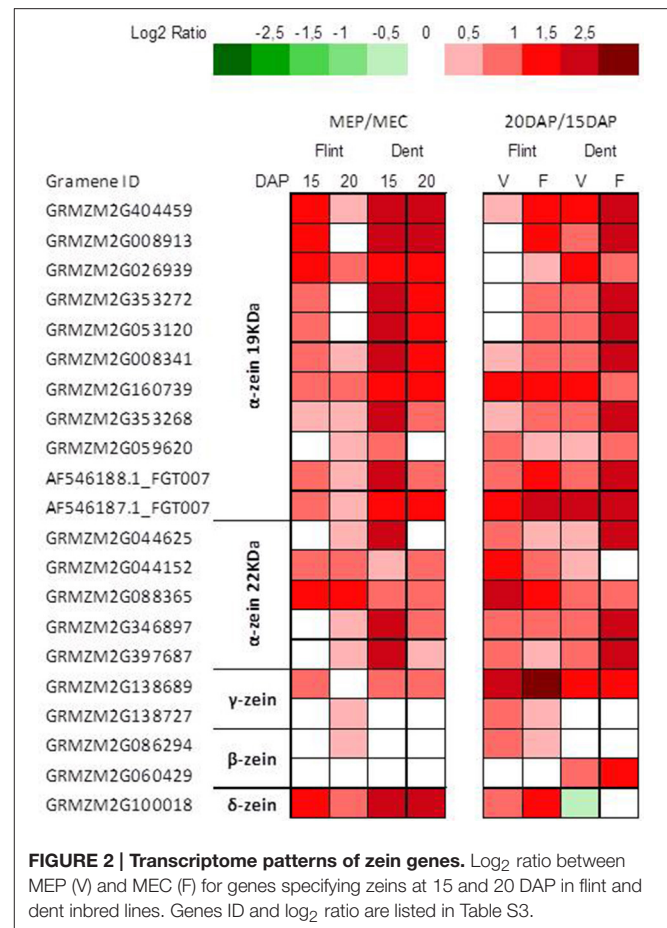 Log2 Ratio -2,5 -1,5 -1 -0,5 0 0,5 1 1,5 2,5
MEP/MEC 20DAP/15DAP
Flint Dent Flint Dent
Gramene ID DAP 15 20 15 20 V F V F
GRMZM2G404459
GRMZM2G008913
GRMZM2G026939
GRMZM2G353272
GRMZM2G053120
GRMZM2G008341
GRMZM2G160739
GRMZM2G353268
GRMZM2G059620
AF546188.1_FGT007
AF546187.1_FGT007
α-zein 19KDa
GRMZM2G044625
GRMZM2G044152
GRMZM2G088365
GRMZM2G346897
GRMZM2G397687
α-zein 22KDa
GRMZM2G138689
GRMZM2G138727
γ-zein
GRMZM2G086294
GRMZM2G060429
β-zein
GRMZM2G100018 δ-zein
FIGURE 2 | Transcriptome patterns of zein genes. Log2 ratio between
MEP (V) and MEC (F) for genes specifying zeins at 15 and 20 DAP in flint and
dent inbred lines. Genes ID and log2 ratio are listed in Table S3.